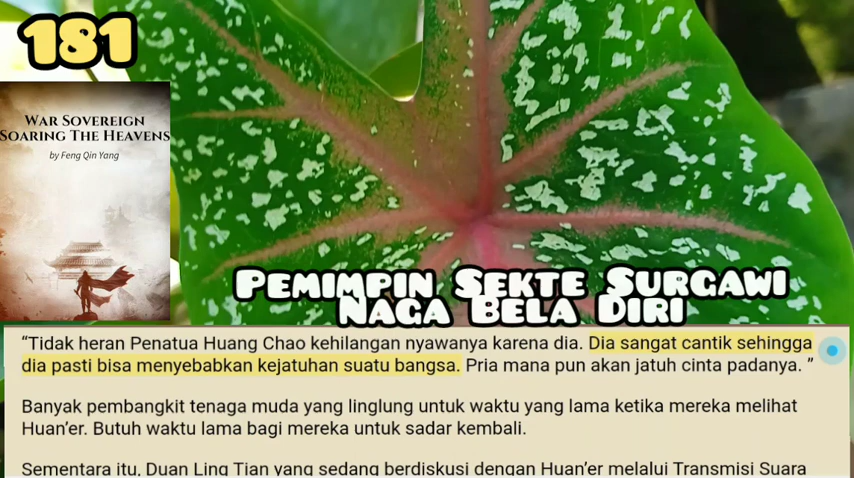 181
WAR SOVEREIGN
SOARING THE HEAVENS
by Feng Qin Yang
PEMIMPIN SEKTE SURGAWI
NAGA BELA DIRI
“Tidak heran Penatua Huang Chao kehilangan nyawanya karena dia. Dia sangat cantik sehingga
dia pasti bisa menyebabkan kejatuhan suatu bangsa. Pria mana pun akan jatuh cinta padanya. ”
Banyak pembangkit tenaga muda yang linglung untuk waktu yang lama ketika mereka melihat
Huan’er. Butuh waktu lama bagi mereka untuk sadar kembali.
Sementara itu, Duan Ling Tian yang sedang berdiskusi dengan Huan’er melalui Transmisi Suara